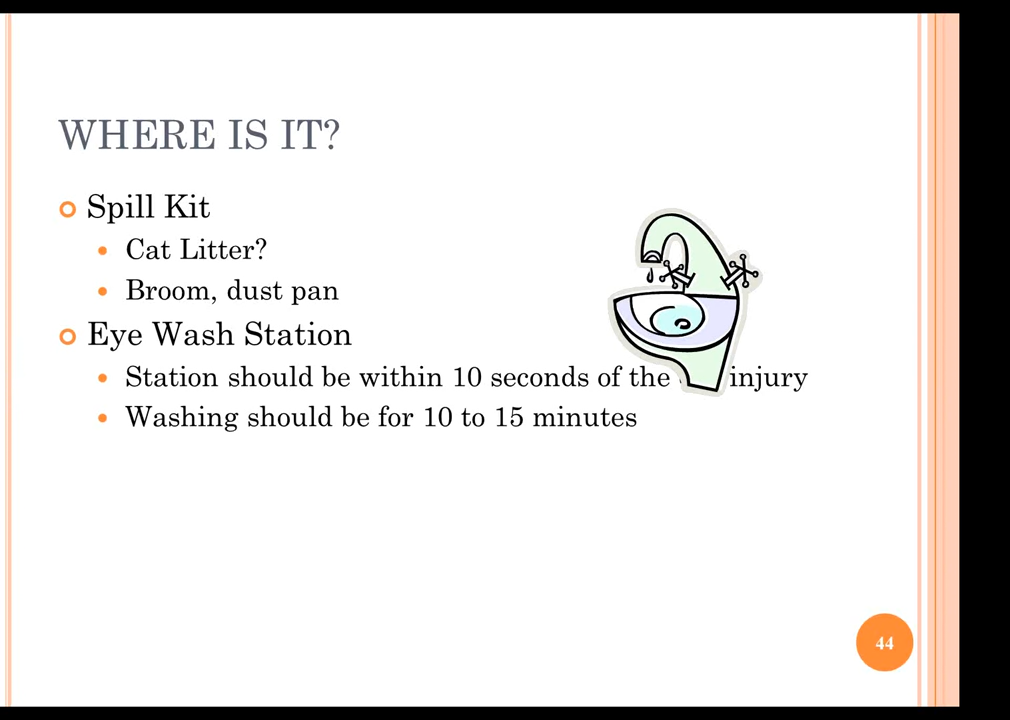 WHERE IS IT?
Spill Kit
Cat Litter?
Broom, dust pan
Eye Wash Station
Station should be within 10 seconds of the injury
Washing should be for 10 to 15 minutes
44